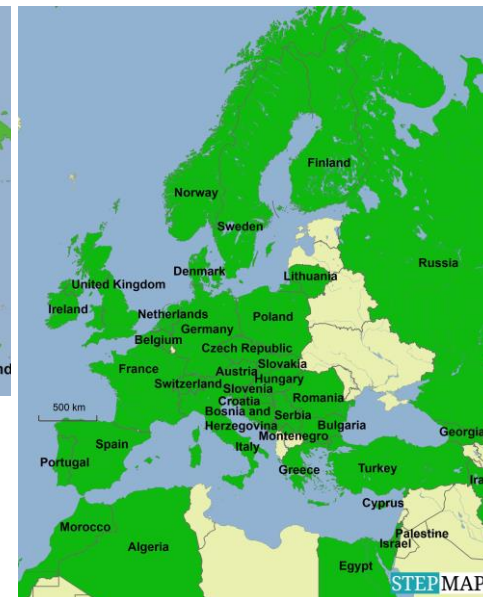 nd
Finland
Norway
Sweden
Russia
Denmark
Lithuania
United Kingdom
Ireland
Netherlands
Germany
Poland
Belgium
Czech Republic
France
Slovakia
Austria
Hungary
Switzerland
Slovenia
Romania
Croatia
500 km
Bosnia and
Herzegovina
Serbia
Bulgaria
Montenegro
Georgia
Spain
Italy
Portugal
Greece
Turkey
Ira
Cyprus
Morocco
Palestine
Algeria
Israel
Egypt
STEPMAP